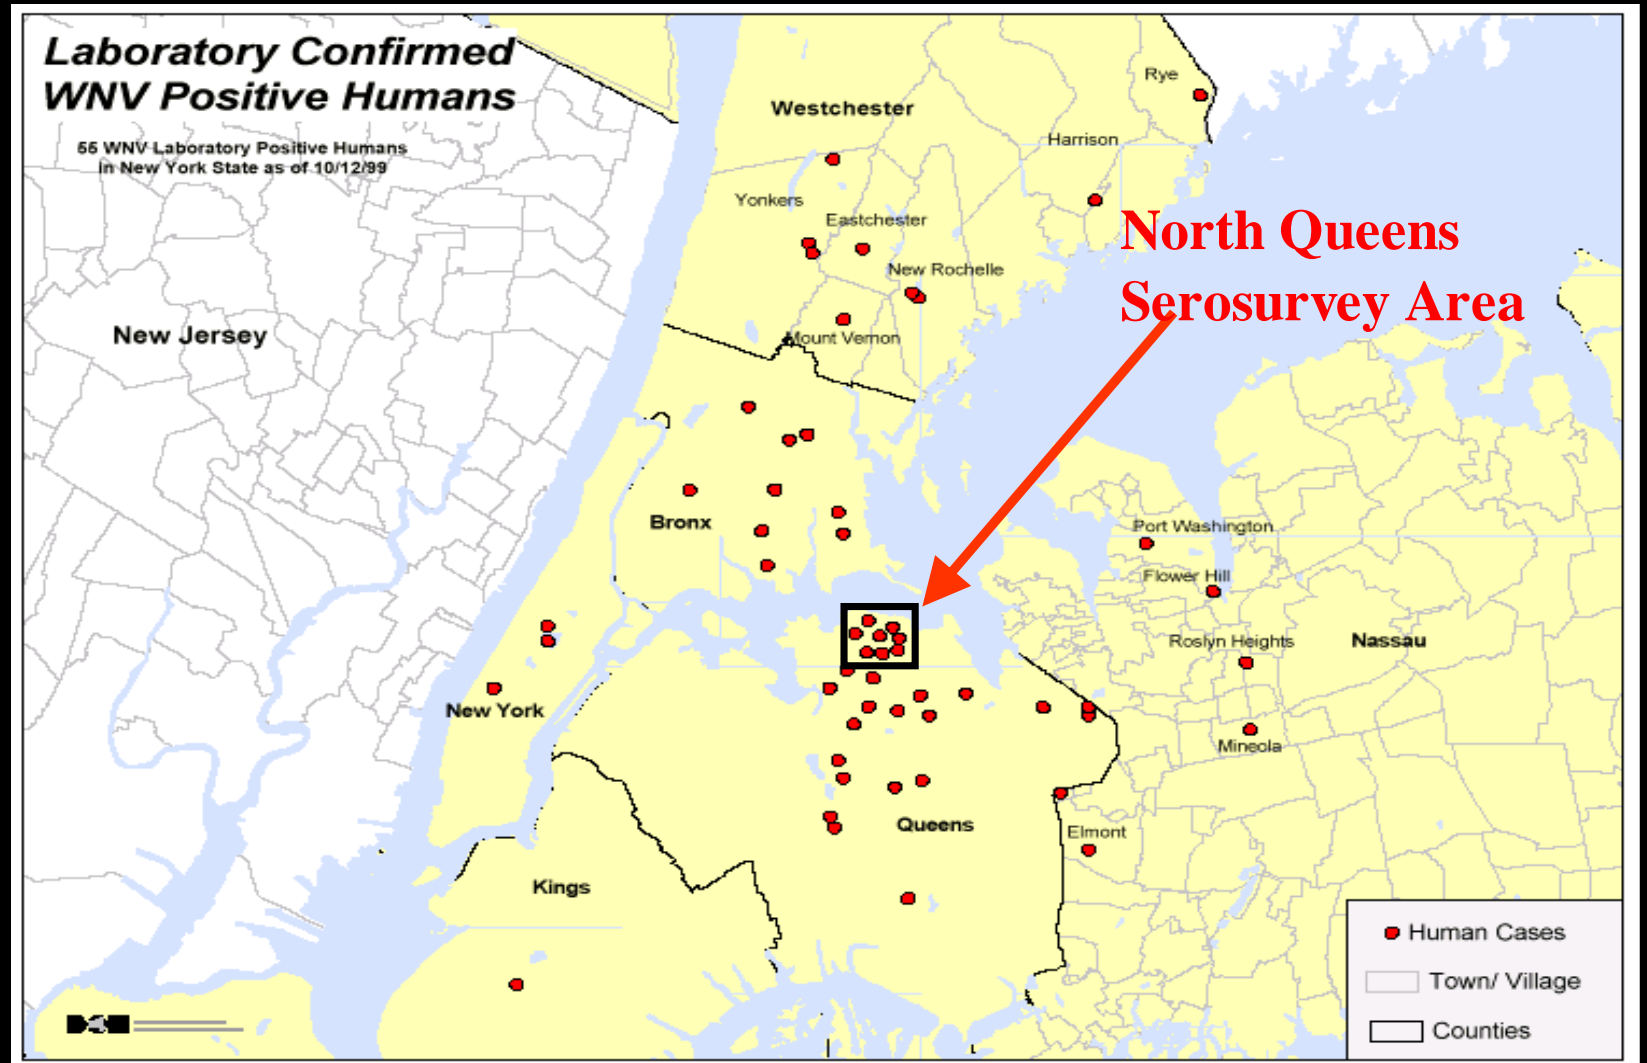 Laboratory Confirmed
WNV Positive Humans
55 WNV Laboratory Positive Humans
in New York State as of 10/12/99
Rye
Westchester
Harrison
Yonkers
Eastchester
North Queens
New Rochelle
Serosurvey Area
New Jersey
Mount Vernon
Bronx
Port Washington
Flower Hill
Roslyn Heights
Nassau
New York
Mineola
Queens
Elmont
Kings
Human Cases
Town/ Village
Counties